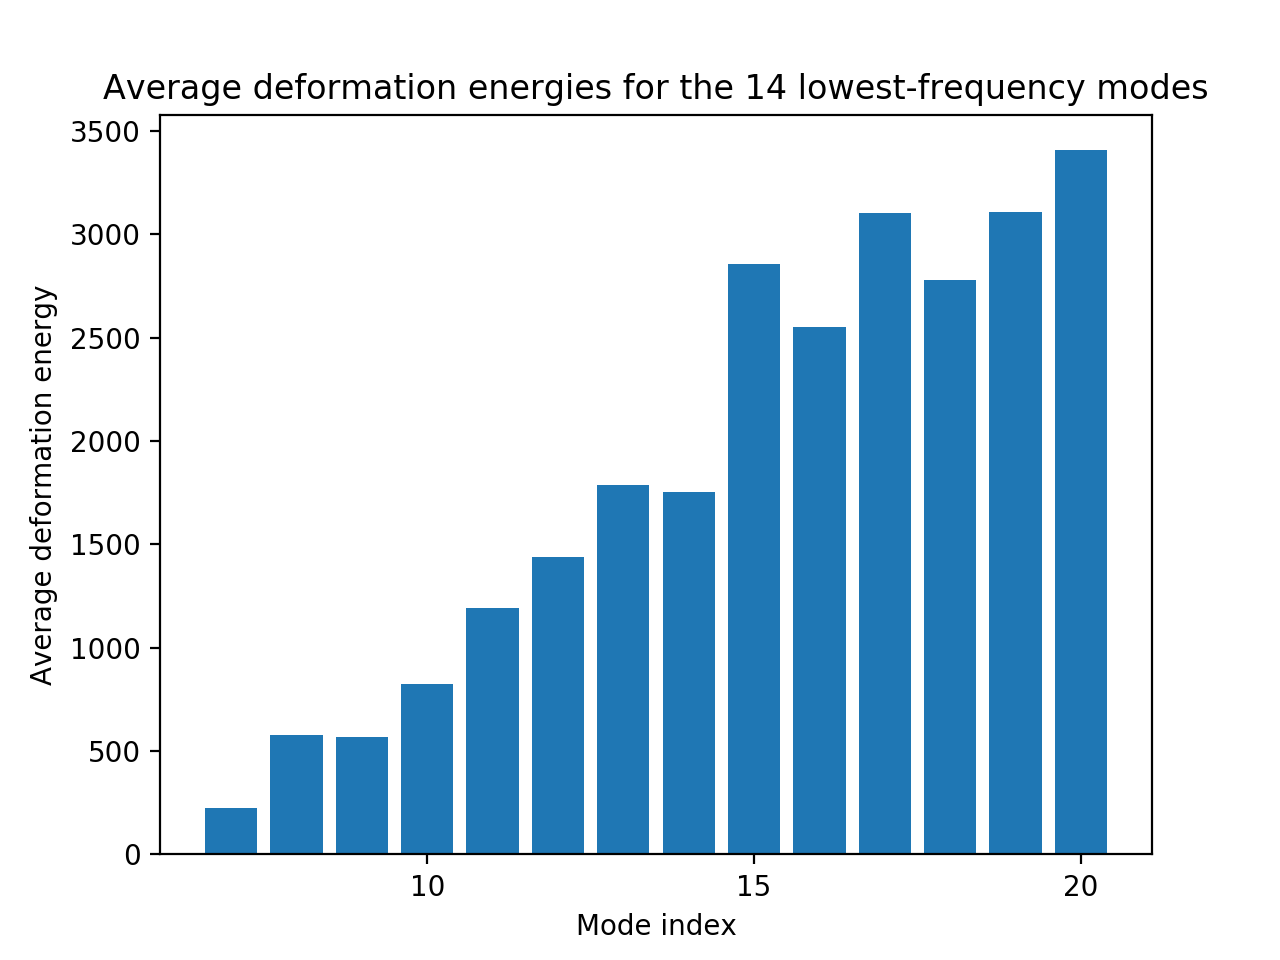 Average deformation energies for the 14 lowest-frequency modes
3500
3000
2500
2000
1500
1000
500
0
Average deformation energy
10 15 20
Mode index